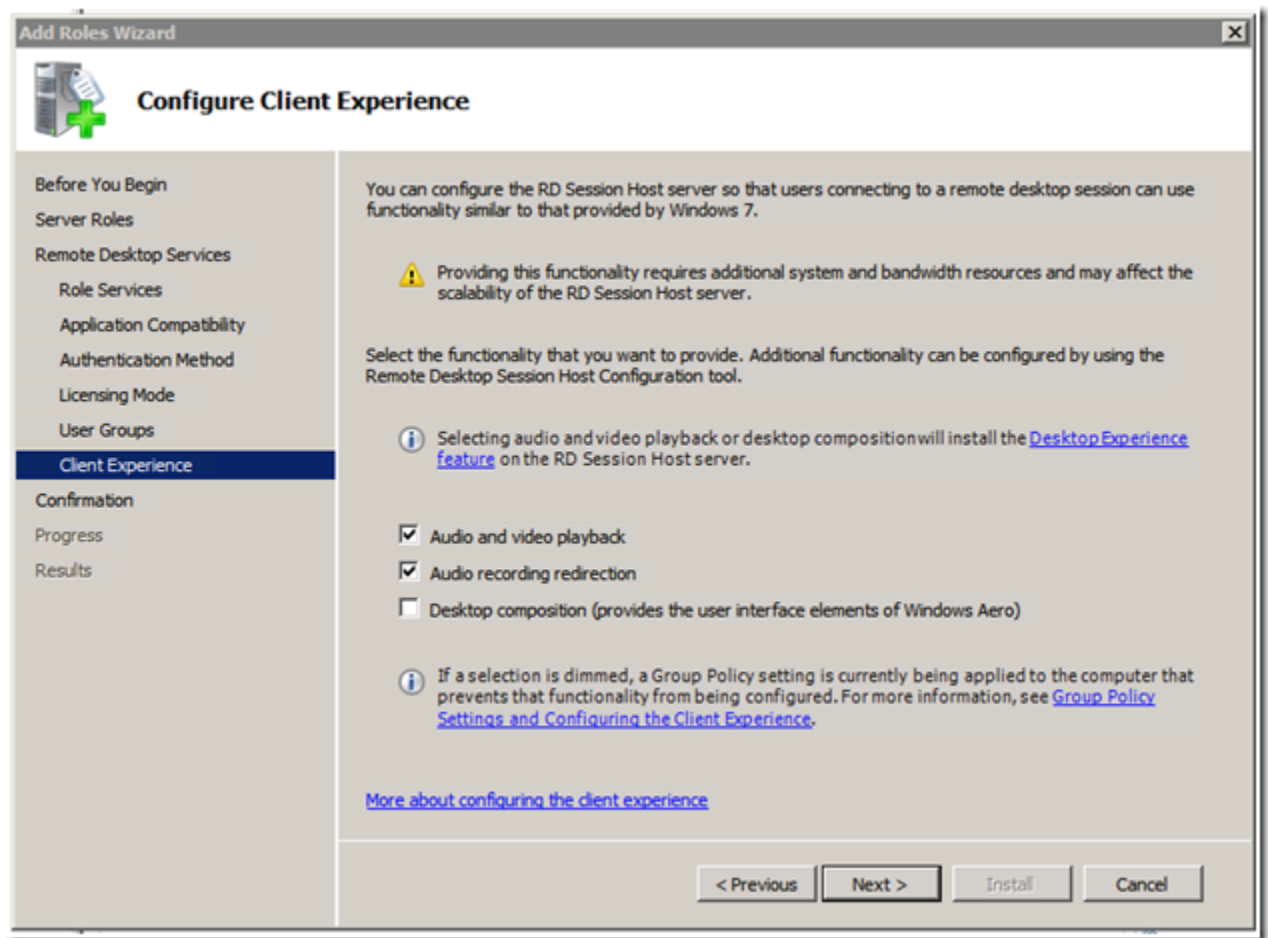 Add Roles Wizard
Configure Client Experience
Before You Begin
Server Roles
Remote Desktop Services
Role Services
Application Compatibility
Authentication Method
Licensing Mode
User Groups
Client Experience
Confirmation
Progress
Results
You can configure the RD Session Host server so that users connecting to a remote desktop session can use
functionality similar to that provided by Windows 7.
Providing this functionality requires additional system and bandwidth resources and may affect the
scalability of the RD Session Host server.
Select the functionality that you want to provide. Additional functionality can be configured by using the
Remote Desktop Session Host Configuration tool.
Selecting audio and video playback or desktop composition will install the Desktop Experience
feature on the RD Session Host server.
Audio and video playback
Audio recording redirection
Desktop composition (provides the user interface elements of Windows Aero)
If a selection is dimmed, a Group Policy setting is currently being applied to the computer that
prevents that functionality from being configured. For more information, see Group Policy
Settings and Configuring the Client Experience.
More about configuring the client experience
< Previous
Next >
Install
Cancel